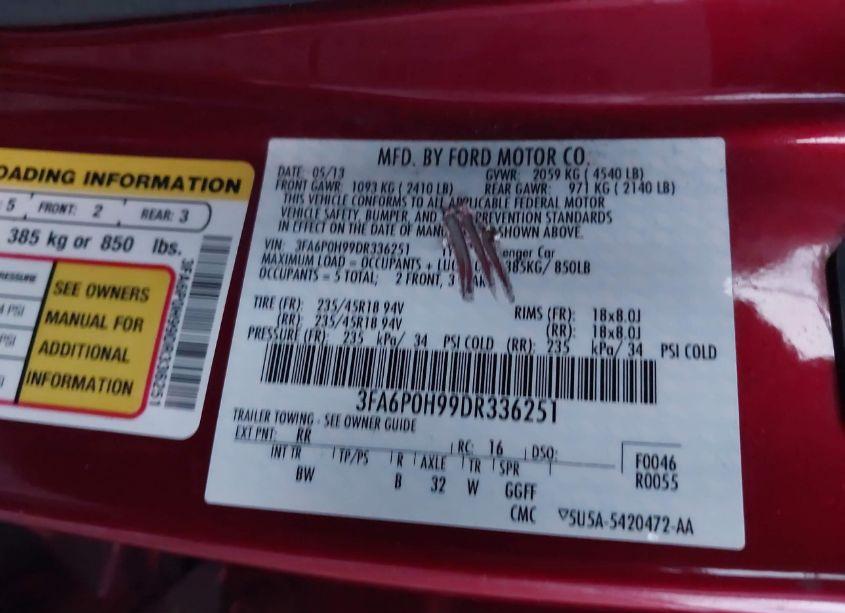 OADING INFORMATION
5 FRONT: 2 REAR: 3
385 kg or 850 lbs.
PRESSURE
PSI
PSI
SEE OWNERS
MANUAL FOR
ADDITIONAL
INFORMATION
3FA6P0H99DR336251
MFD. BY FORD MOTOR CO.
DATE: 05/13 GVWR: 2059 KG ( 4540 LB)
FRONT GAWR: 1093 KG ( 2410 LB) REAR GAWR: 971 KG ( 2140 LB)
THIS VEHICLE CONFORMS TO ALL APPLICABLE FEDERAL MOTOR
VEHICLE SAFETY, BUMPER, AND PREVENTION STANDARDS
IN EFFECT ON THE DATE OF MANU SHOWN ABOVE.
VIN: 3FA6P0H99DR336251 enger Car
MAXIMUM LOAD = OCCUPANTS + LU 385KG/ 850LB
OCCUPANTS = 5 TOTAL; 2 FRONT, 3
TIRE (FR): 235/45R18 94V RIMS (FR): 18x8.0J
(RR): 235/45R18 94V (RR): 18x8.0J
PRESSURE (FR): 235 kPa/ 34 PSI COLD (RR): 235 kPa/ 34 PSI COLD
3FA6P0H99DR336251
TRAILER TOWING - SEE OWNER GUIDE
EXT PNT: RR RC: 16 DSO: F0046
INT TR TP/PS R AXLE TR SPR R0055
BW B 32 W GGFF
CMC 5U5A-5420472-AA